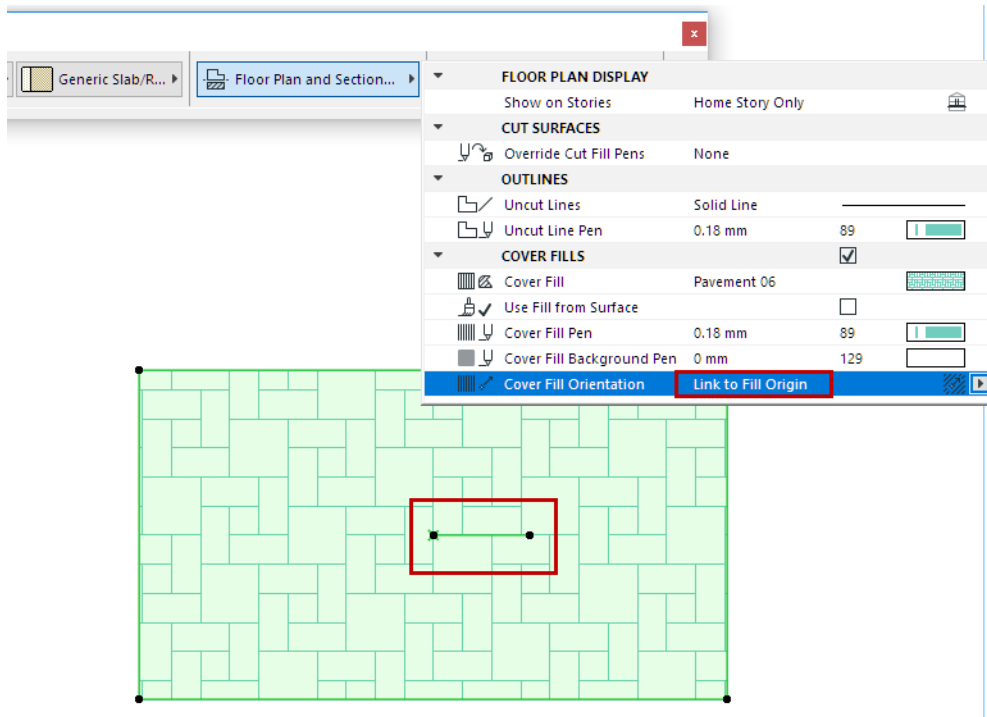 x
Generic Slab/R...
Floor Plan and Section...
FLOOR PLAN DISPLAY
Show on Stories Home Story Only
CUT SURFACES
Override Cut Fill Pens None
OUTLINES
Uncut Lines Solid Line
Uncut Line Pen 0.18 mm 89
COVER FILLS
Cover Fill Pavement 06
Use Fill from Surface
Cover Fill Pen 0.18 mm 89
Cover Fill Background Pen 0 mm 129
Cover Fill Orientation Link to Fill Origin